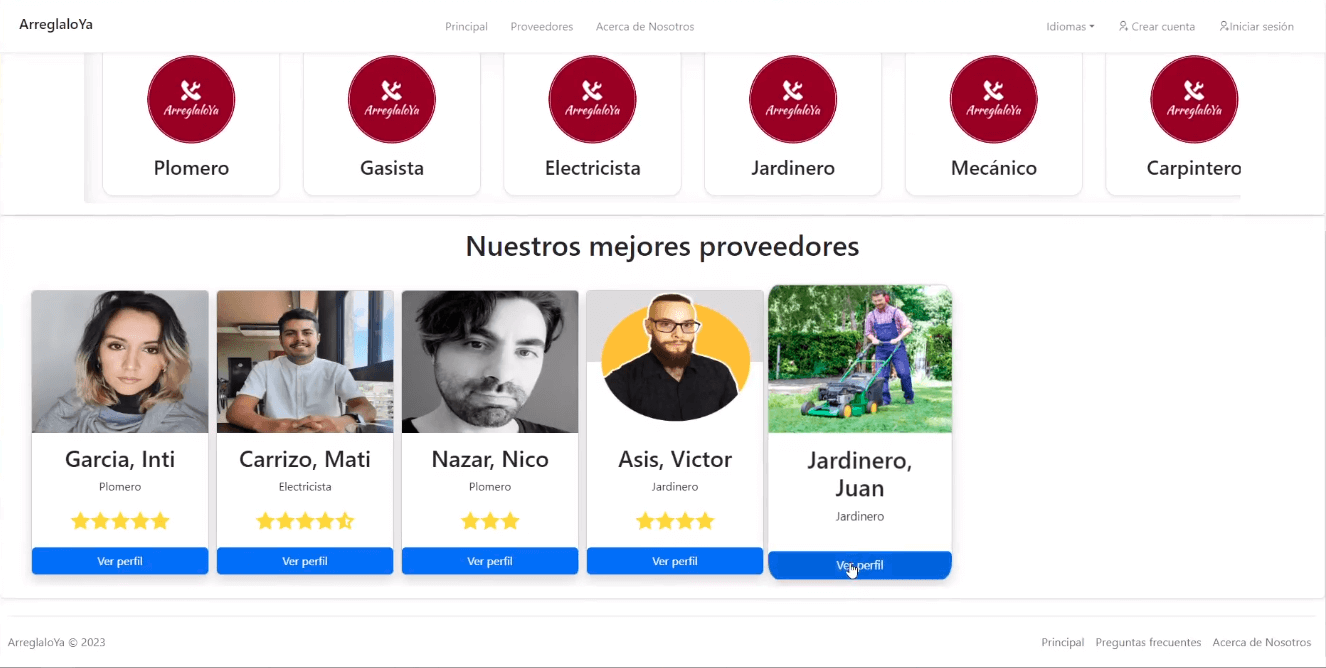 ArreglaloYa
Principal Proveedores Acerca de Nosotros
Idiomas Crear cuenta Iniciar sesión
ArreglaloYa ArreglaloYa ArreglaloYa ArreglaloYa ArreglaloYa ArreglaloYa
Plomero Gasista Electricista Jardinero Mecánico Carpintero
Nuestros mejores proveedores
Garcia, Inti
Plomero
Ver perfil
Carrizo, Mati
Electricista
Ver perfil
Nazar, Nico
Plomero
Ver perfil
Asis, Victor
Jardinero
Ver perfil
Jardinero,
Juan
Jardinero
Ver perfil
ArreglaloYa © 2023
Principal Preguntas frecuentes Acerca de Nosotros